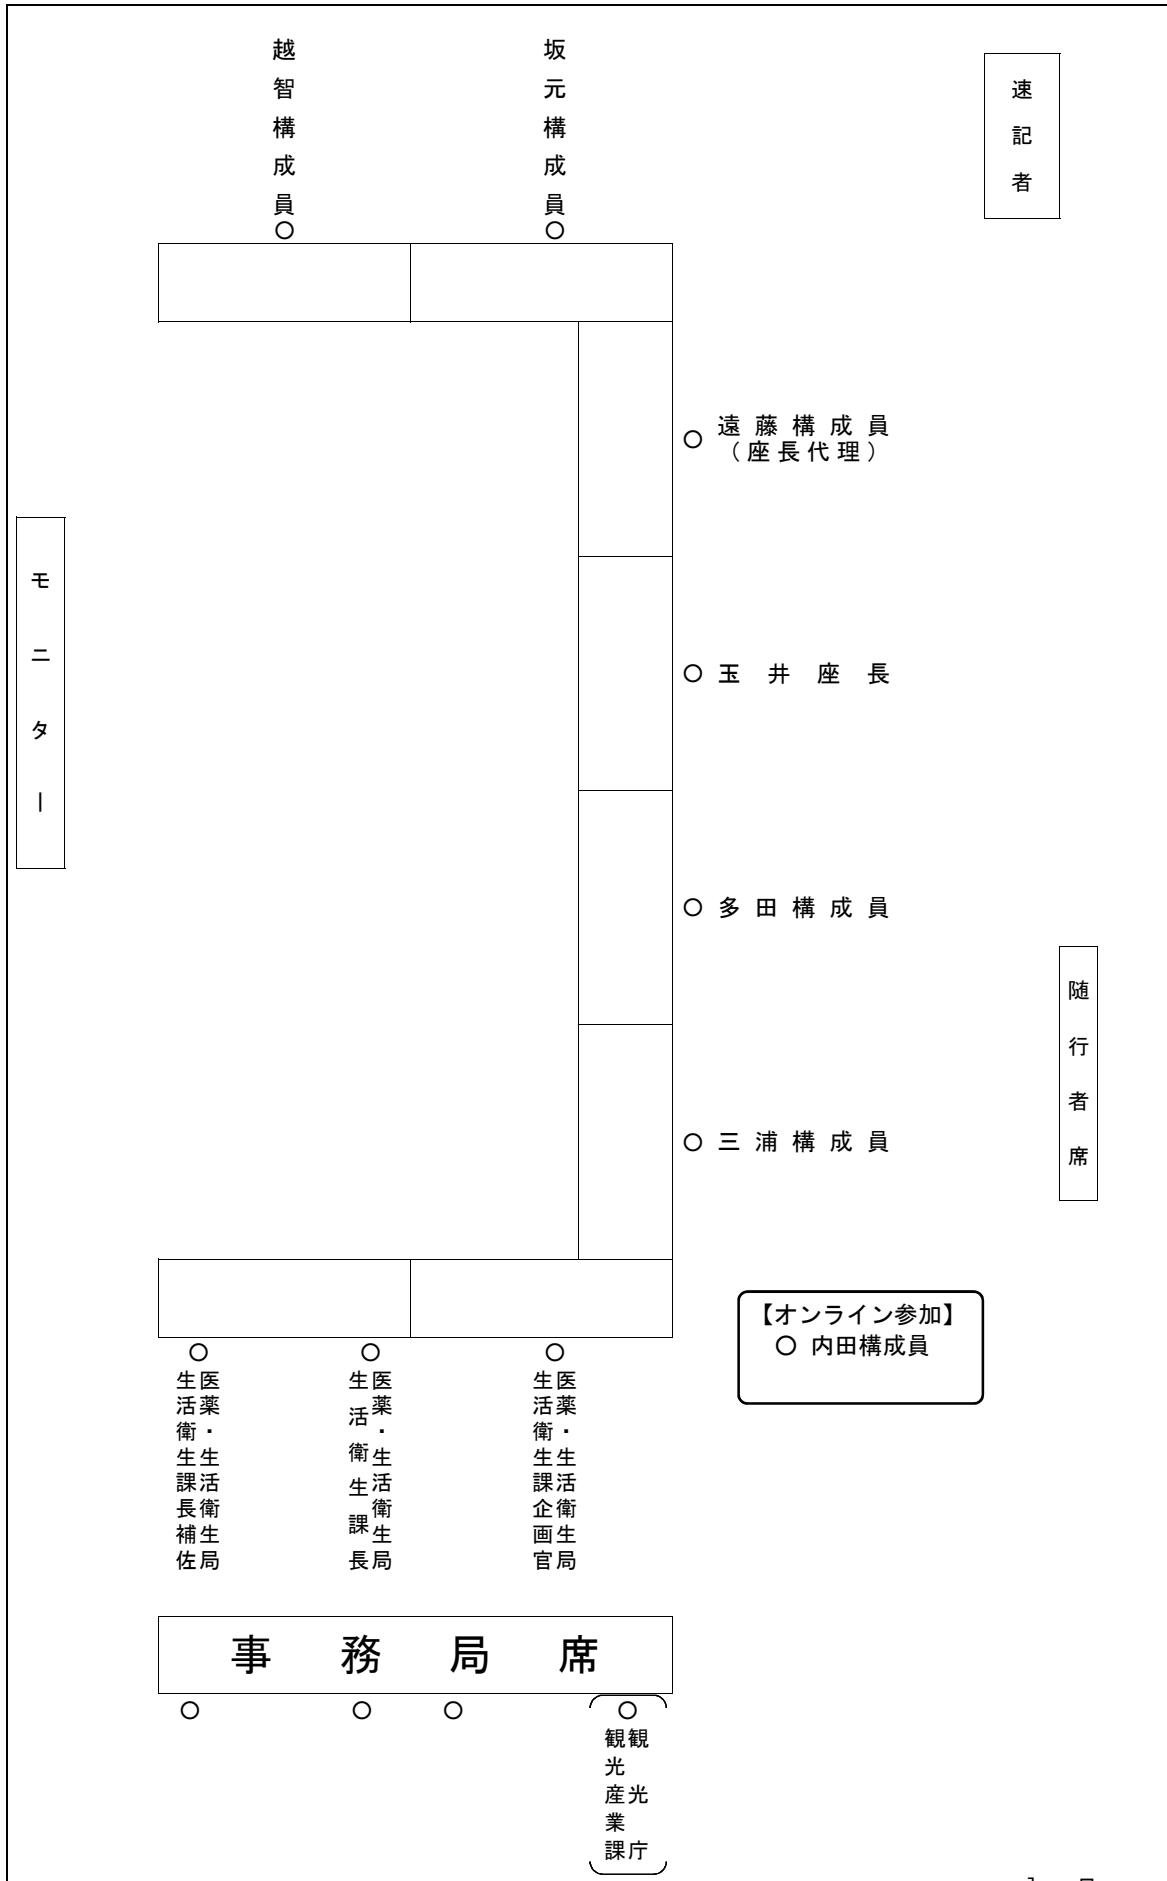 越智構成員○
坂元構成員○
速記者
○ 遠藤構成員
（座長代理）
モニター
○ 玉井座長
○ 多田構成員
随行者席
○ 三浦構成員
【オンライン参加】
○ 内田構成員
○
医薬・生活衛生局
生活衛生課長補佐
○
医薬・生活衛生局
生活衛生課長
○
医薬・生活衛生局
生活衛生課企画官
事務局席
○ ○ ○ ○
観光庁
観光産業課